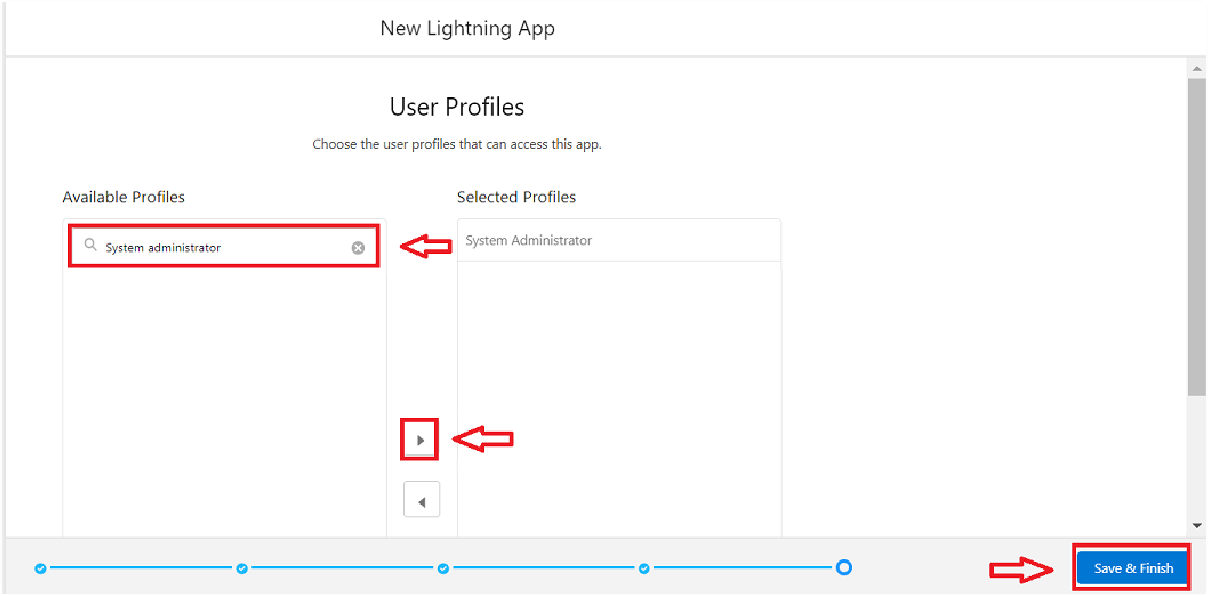 New Lightning App
User Profiles
Choose the user profiles that can access this app.
Available Profiles
Selected Profiles
System administrator
System Administrator
Save & Finish